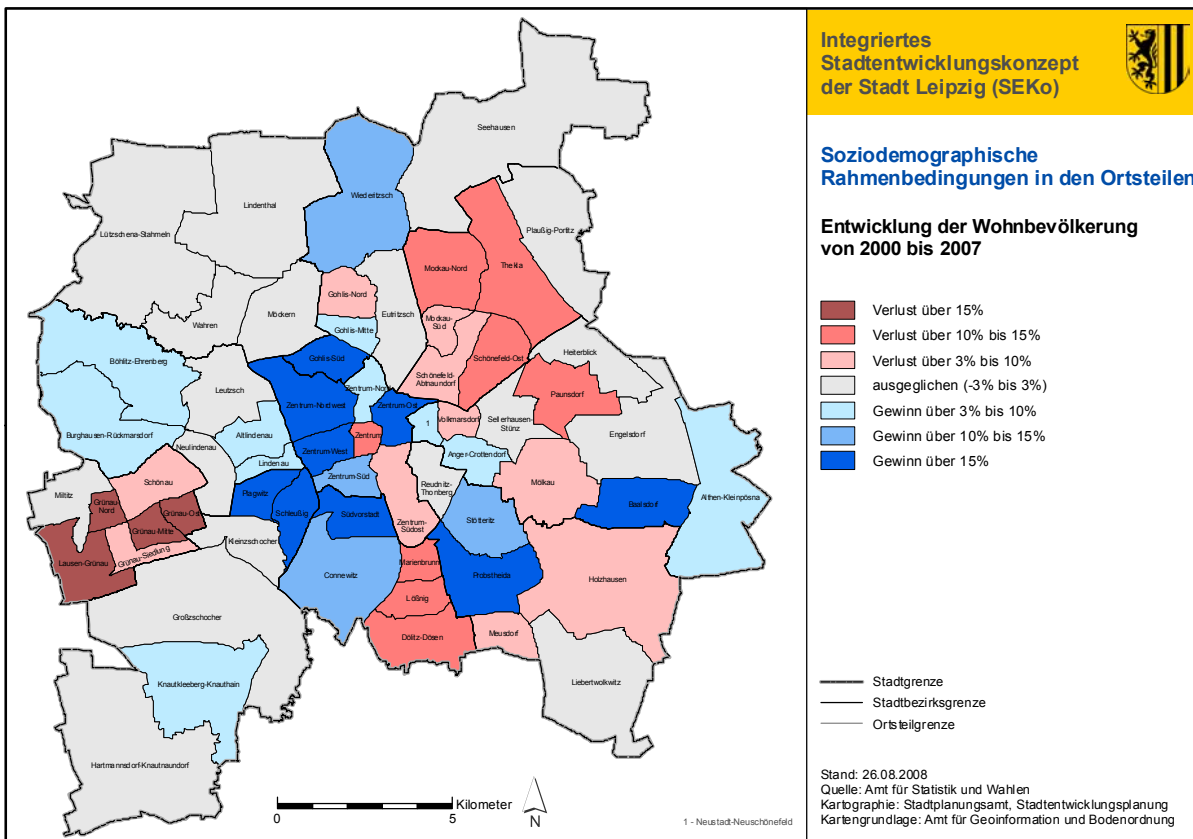 Integriertes
Stadtentwicklungskonzept
der Stadt Leipzig (SEKo)
Soziodemographische
Rahmenbedingungen in den Ortsteilen
Entwicklung der Wohnbevölkerung
von 2000 bis 2007
Verlust über 15%
Verlust über 10% bis 15%
Verlust über 3% bis 10%
ausgeglichen (-3% bis 3%)
Gewinn über 3% bis 10%
Gewinn über 10% bis 15%
Gewinn über 15%
Stadtgrenze
Stadtbezirksgrenze
Ortsteilgrenze
Stand: 26.08.2008
Quelle: Amt für Statistik und Wahlen
Kartographie: Stadtplanungsamt, Stadtentwicklungsplanung
Kartengrundlage: Amt für Geoinformation und Bodenordnung
Seehausen
Wiederitzsch
Lindenthal
Lützschena-Stahmeln
Plaußig-Portitz
Thekla
Mockau-Nord
Gohlis-Nord
Eutritzsch
Möckern
Wahren
Mockau-
Süd
Gohlis-Mitte
Böhlitz-Ehrenberg
Gohlis-Süd
Schönefeld-Ost
Heiterblick
Schönefeld-
Abtnaundorf
Leutzsch
Zentrum-Nord
Paunsdorf
Zentrum-Nordwest
Zentrum-Ost
Volkmarsdorf
Sellerhausen-
Stünz
1
Burghausen-Rückmarsdorf
Altlindenau
Zentrum
Engelsdorf
Neulindenau
Zentrum-West
Anger-Crottendorf
Lindenau
Zentrum-Süd
Reudnitz-
Thonberg
Mölkau
Schönau
Miltitz
Grünau-
Nord
Plagwitz
Schleußig
Südvorstadt
Baalsdorf
Althen-Kleinpösna
Grünau-Ost
Stötteritz
Grünau-Mitte
Zentrum-
Südost
Kleinzschocher
Grünau-Siedlung
Lausen-Grünau
Marienbrunn
Connewitz
Probstheida
Holzhausen
Lößnig
Großzschocher
Dölitz-Dösen
Meusdorf
Knautkleeberg-Knauthain
Liebertwolkwitz
Hartmannsdorf-Knautnaundorf
Kilometer
0
5
N
1 - Neustadt-Neuschönefeld